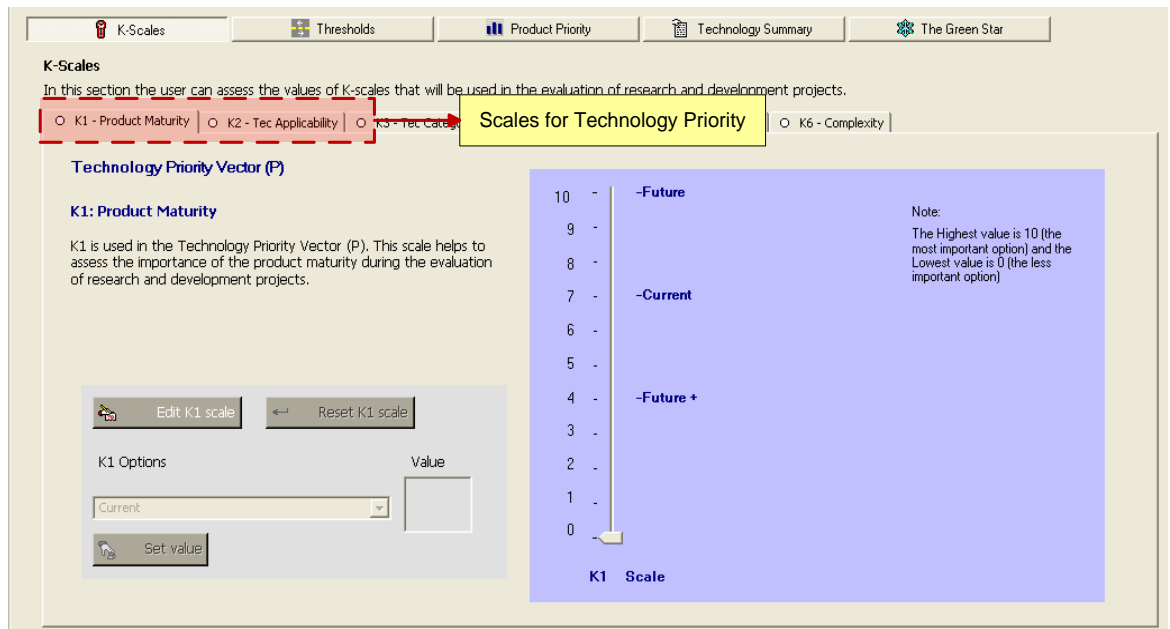 K-Scales
Thresholds
Product Priority
Technology Summary
The Green Star
K-Scales
In this section the user can assess the values of K-scales that will be used in the evaluation of research and development projects.
K1 - Product Maturity
K2 - Tec Applicability
K3 - Tec
Scales for Technology Priority
K6 - Complexity
Technology Priority Vector (P)
K1: Product Maturity
K1 is used in the Technology Priority Vector (P). This scale helps to
assess the importance of the product maturity during the evaluation
of research and development projects.
Edit K1 scale
Reset K1 scale
K1 Options
Value
Current
Set value
10 - -Future
9 -
8 -
7 - -Current
6 -
5 -
4 - -Future +
3 -
2 -
1 -
0 -
K1 Scale
Note:
The Highest value is 10 (the
most important option) and the
Lowest value is 0 (the less
important option)